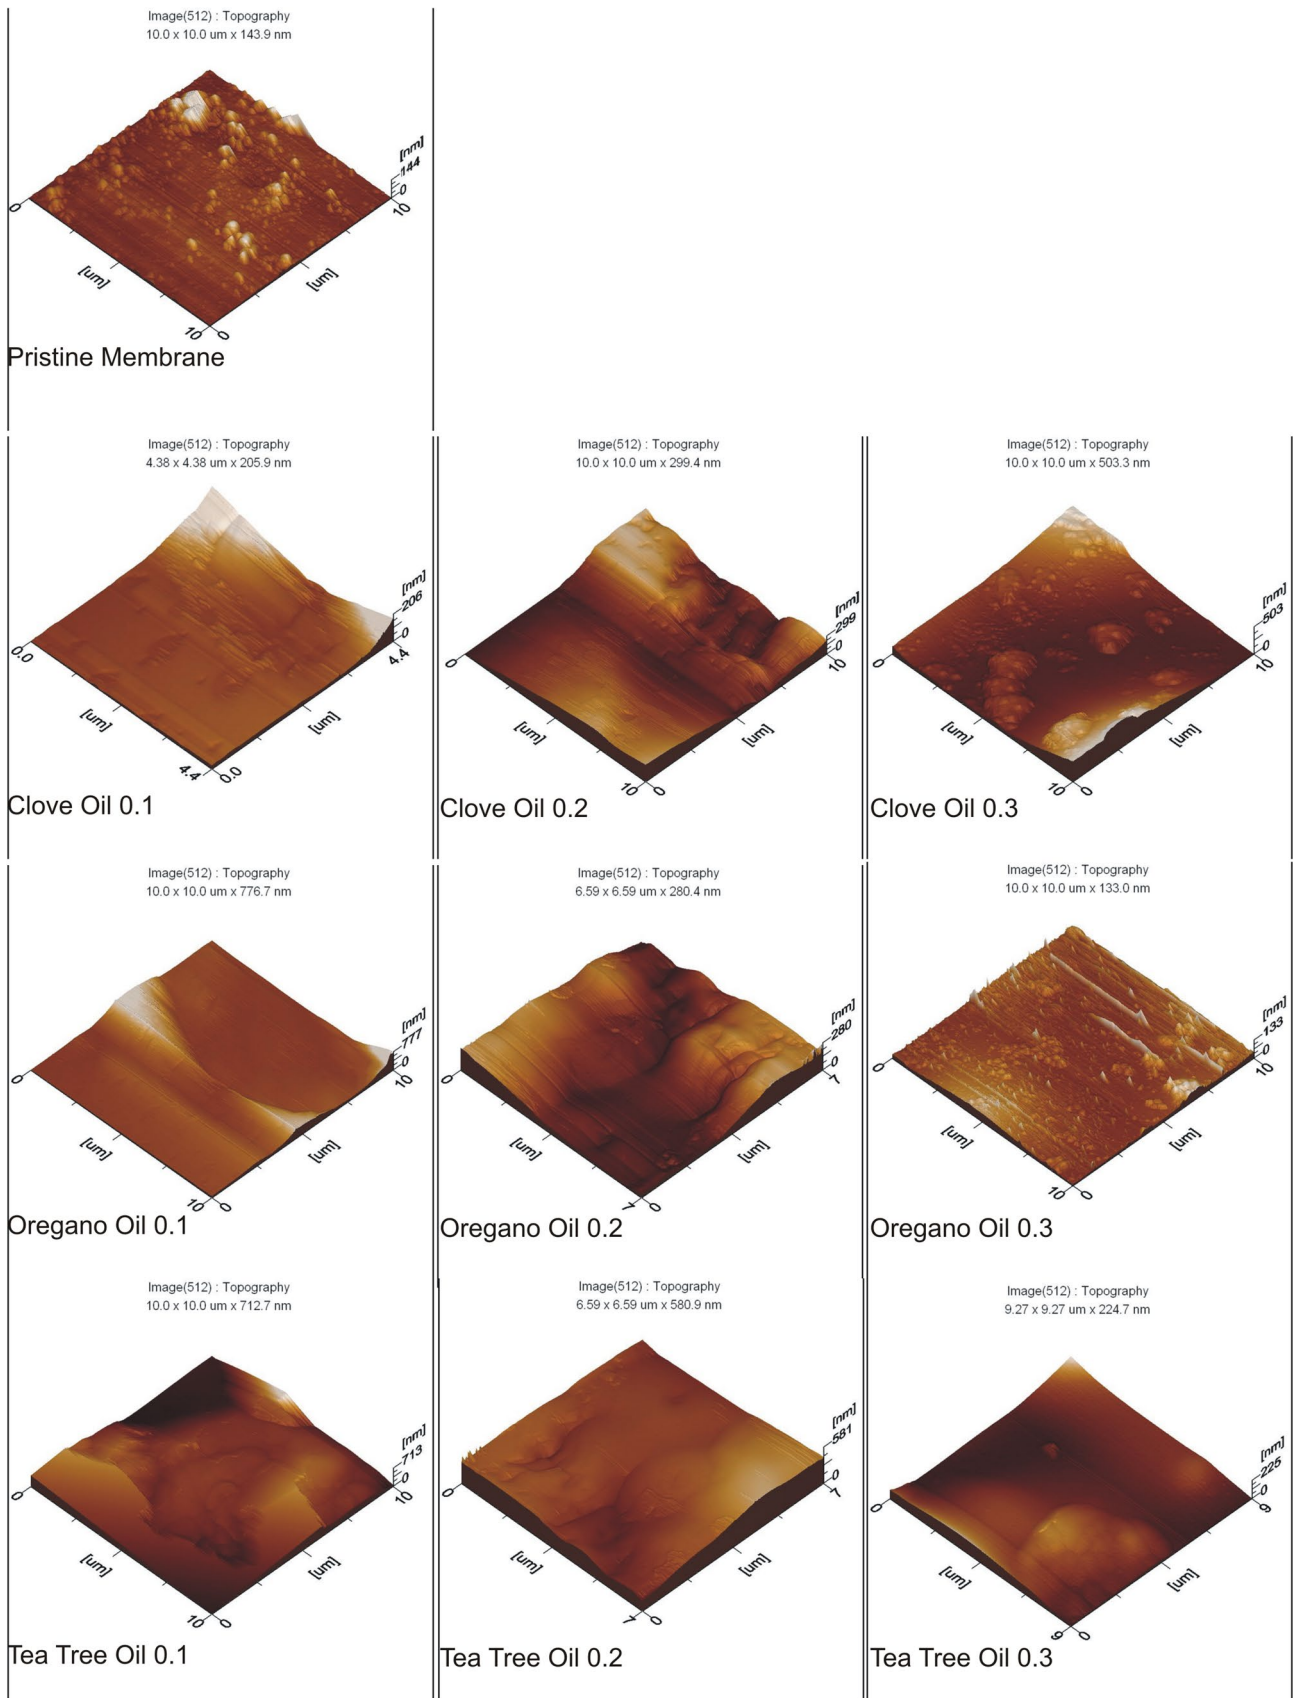 Image(512) : Topography
10.0 x 10.0 um x 143.9 nm
[nm]
144
0
0
10
[um]
[um]
10
0
Pristine Membrane
Image(512) : Topography
4.38 x 4.38 um x 205.9 nm
[nm]
206
0
0.0
4.4
[um]
[um]
4.4
0.0
Clove Oil 0.1
Image(512) : Topography
10.0 x 10.0 um x 299.4 nm
[nm]
299
0
0
10
[um]
[um]
10
0
Clove Oil 0.2
Image(512) : Topography
10.0 x 10.0 um x 503.3 nm
[nm]
503
0
0
10
[um]
[um]
10
0
Clove Oil 0.3
Image(512) : Topography
10.0 x 10.0 um x 776.7 nm
[nm]
777
0
0
10
[um]
[um]
10
0
Oregano Oil 0.1
Image(512) : Topography
6.59 x 6.59 um x 280.4 nm
[nm]
280
0
0
7
[um]
[um]
7
0
Oregano Oil 0.2
Image(512) : Topography
10.0 x 10.0 um x 133.0 nm
[nm]
133
0
0
10
[um]
[um]
10
0
Oregano Oil 0.3
Image(512) : Topography
10.0 x 10.0 um x 712.7 nm
[nm]
713
0
0
10
[um]
[um]
10
0
Tea Tree Oil 0.1
Image(512) : Topography
6.59 x 6.59 um x 580.9 nm
[nm]
581
0
0
7
[um]
[um]
7
0
Tea Tree Oil 0.2
Image(512) : Topography
9.27 x 9.27 um x 224.7 nm
[nm]
225
0
0
9
[um]
[um]
9
0
Tea Tree Oil 0.3